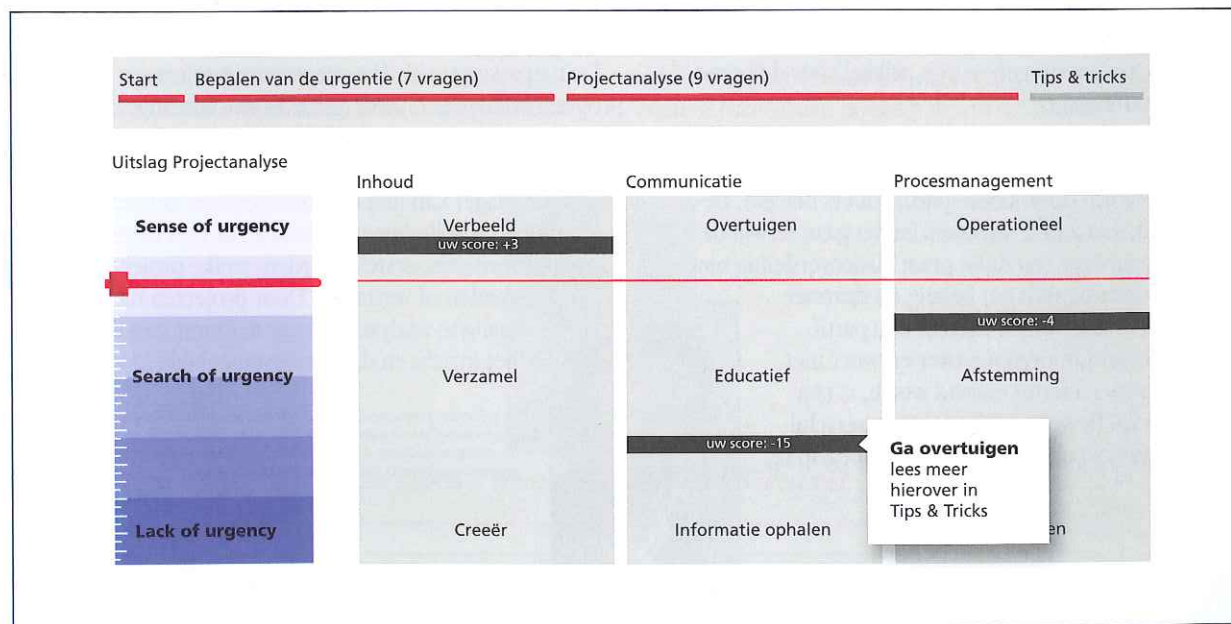 Start
Bepalen van de urgentie (7 vragen)
Projectanalyse (9 vragen)
Tips & tricks
Uitslag Projectanalyse
Inhoud
Communicatie
Procesmanagement
Sense of urgency
Verbeeld
Overtuigen
Operationeel
uw score: +3
uw score: -4
Search of urgency
Verzamel
Educatief
Afstemming
uw score: -15
Ga overtuigen
lees meer
hierover in
Tips & Tricks
Lack of urgency
Creeër
Informatie ophalen
en